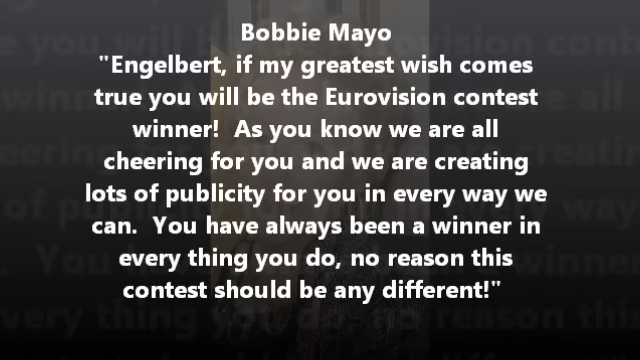 Bobbie Mayo
"Engelbert, if my greatest wish comes
true you will be the Eurovision contest
winner!  As you know we are all
cheering for you and we are creating
lots of publicity for you in every way we
can.  You have always been a winner in
every thing you do, no reason this
contest should be any different!"